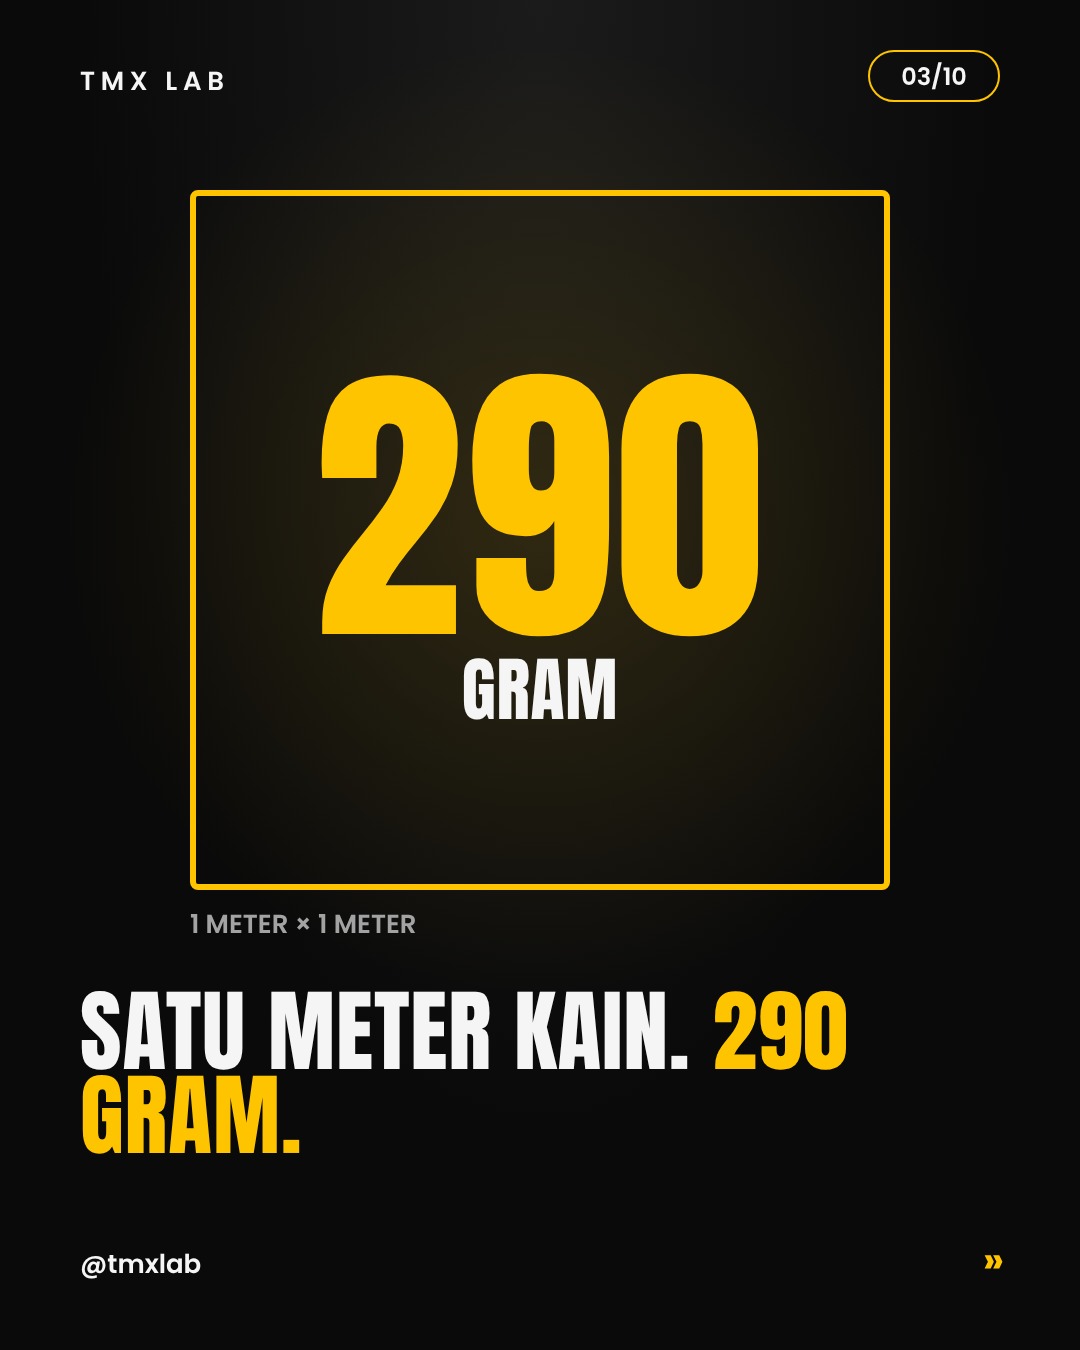 TMX LAB
03/10
290
GRAM
1 METER × 1 METER
SATU METER KAIN. 290
GRAM.
@tmxlab
»